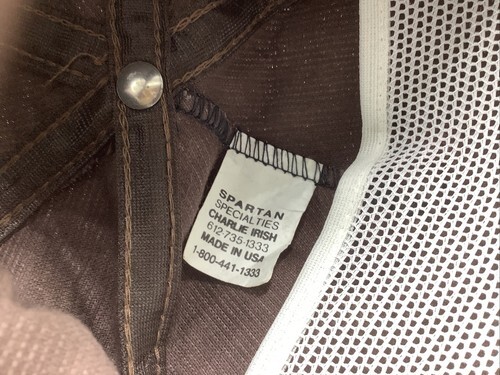 SPARTAN
SPECIALTIES
CHARLIE IRISH
612-735-1333
MADE IN USA
1-800-441-1333